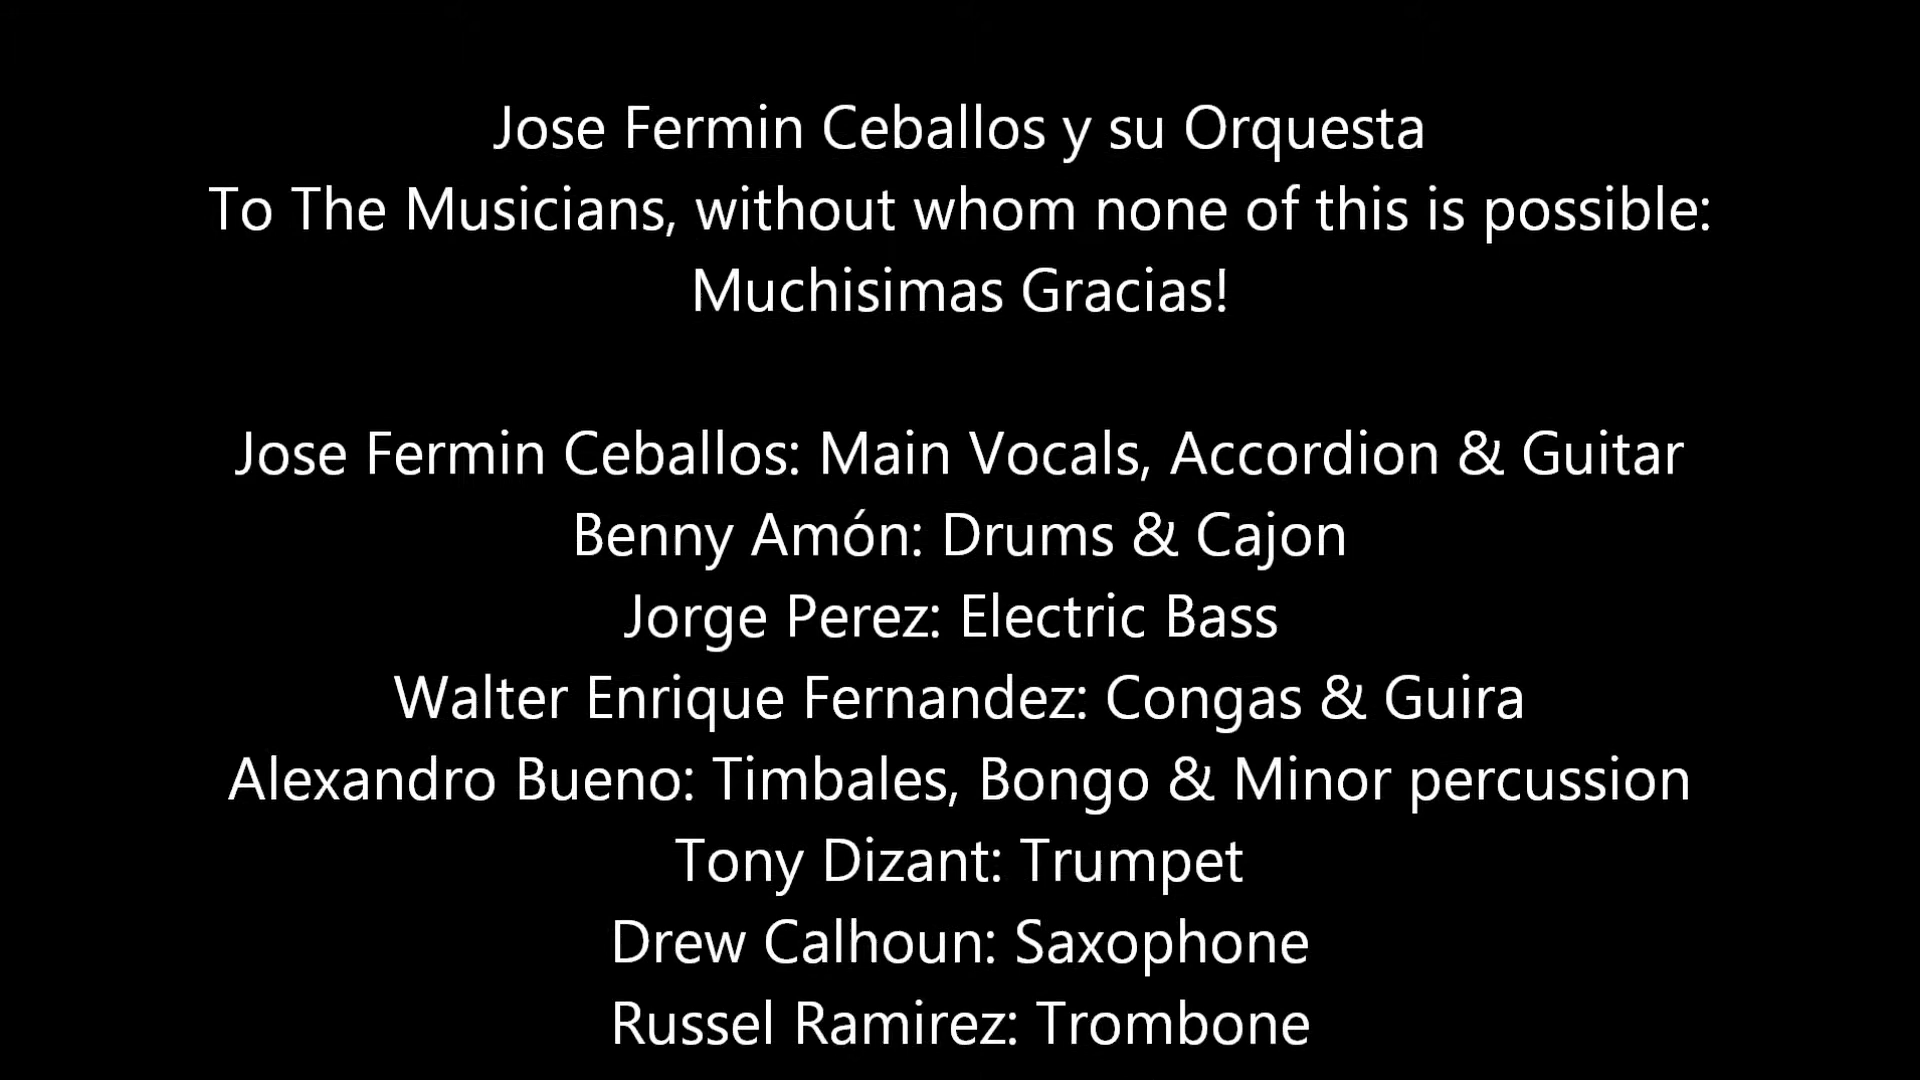 Jose Fermin Ceballos y su Orquesta
To The Musicians, without whom none of this is possible:
Muchisimas Gracias!
Jose Fermin Ceballos: Main Vocals, Accordion & Guitar
Benny Amón: Drums & Cajon
Jorge Perez: Electric Bass
Walter Enrique Fernandez: Congas & Guira
Alexandro Bueno: Timbales, Bongo & Minor percussion
Tony Dizant: Trumpet
Drew Calhoun: Saxophone
Russel Ramirez: Trombone